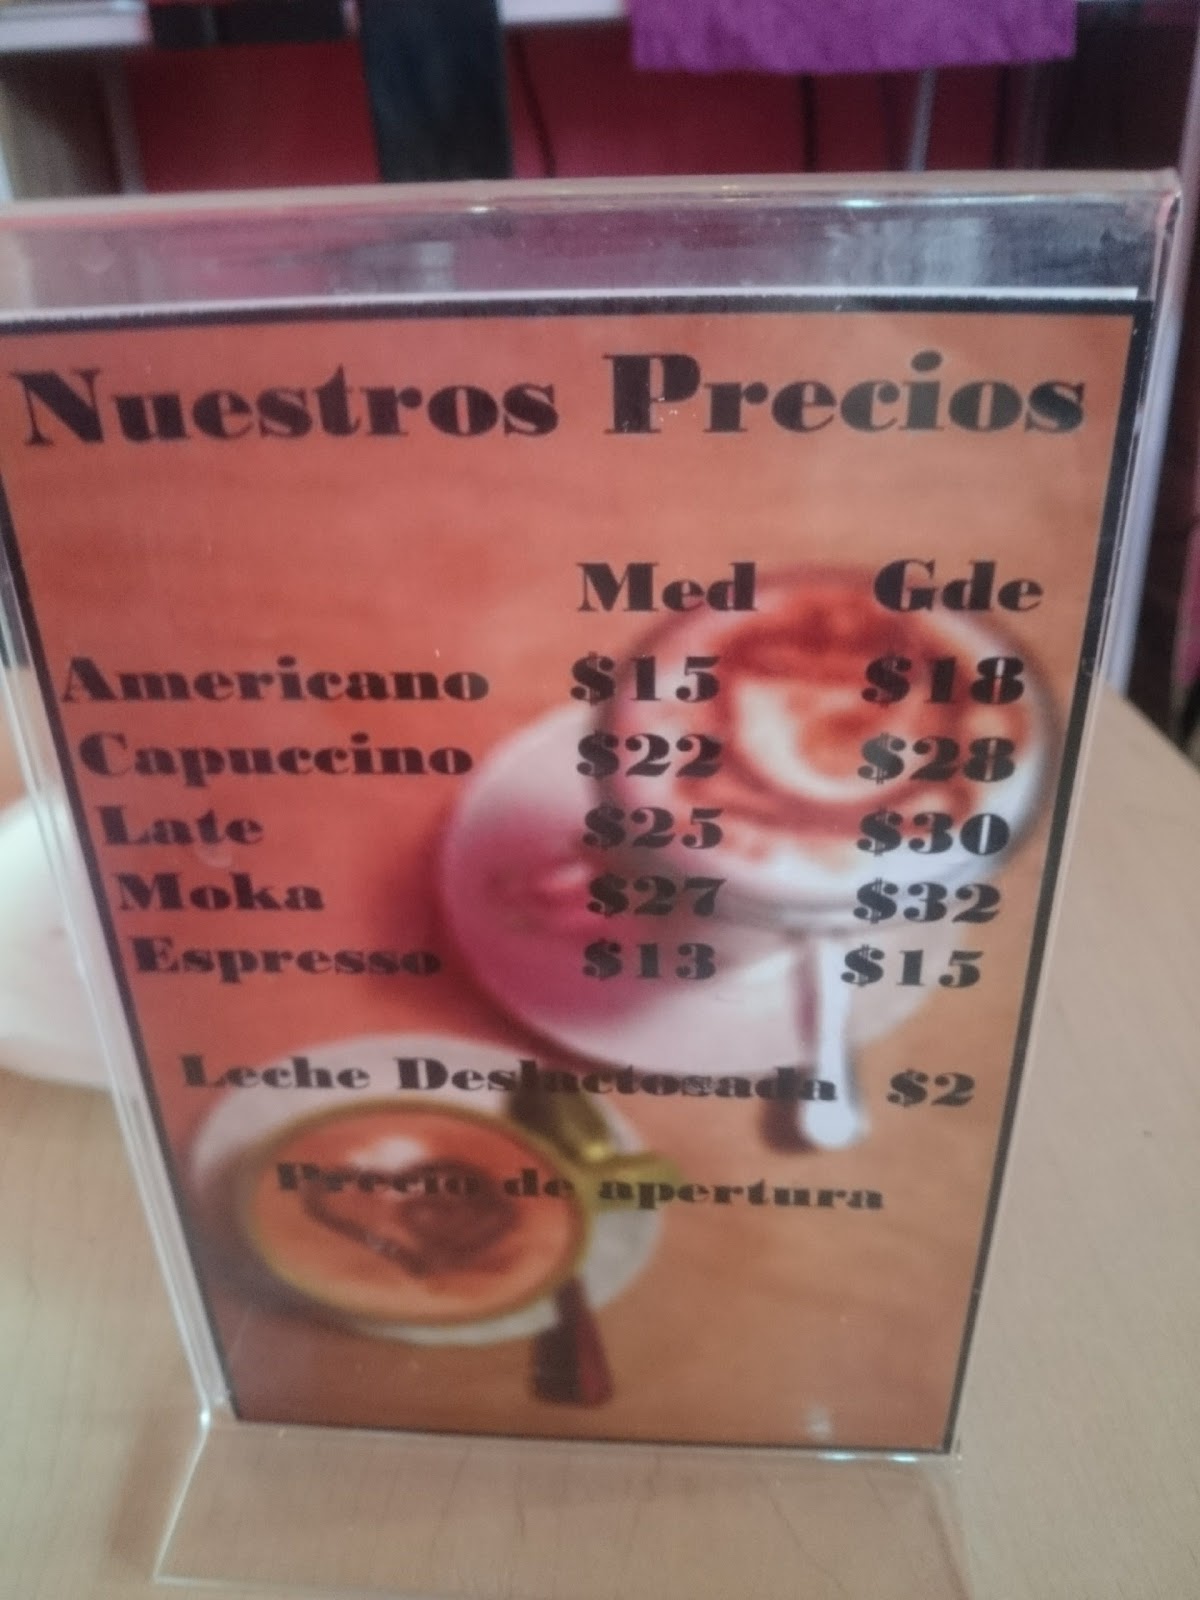 Nuestros Precios
Med Gde
Americano $15 $18
Capuccino $22 $28
Late $25 $30
Moka $27 $32
Espresso $13 $15
Leche Deslactosada $2
Precio de apertura